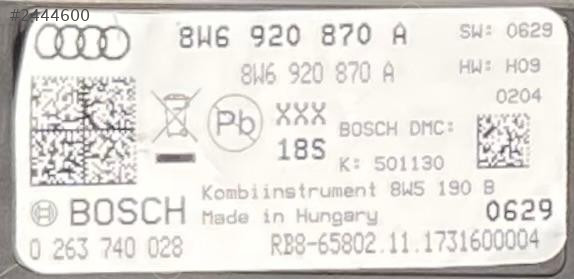 #2444600
8W6 920 870 A
SW: 0629
8W6 920 870 A
HW: H09
0204
Pb
XXX
BOSCH DMC:
18S
K: 501130
Kombiinstrument 8W5 190 B
BOSCH
Made in Hungary
0629
0 263 740 028
RB8-65802.11.1731600004